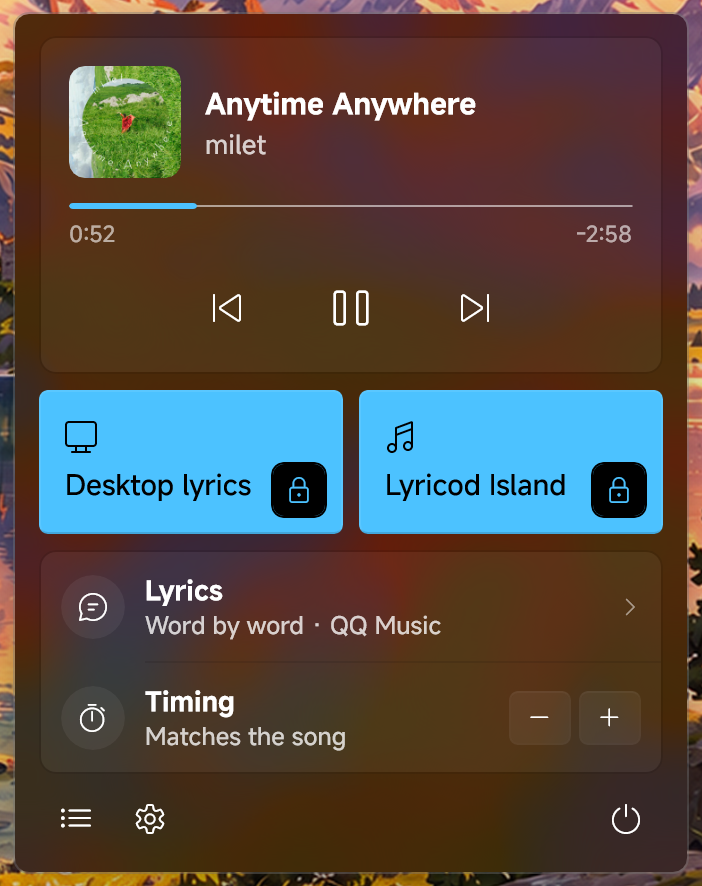 Anytime Anywhere
milet
0:52
-2:58
Desktop lyrics
Lyricod Island
Lyrics
Word by word · QQ Music
Timing
Matches the song